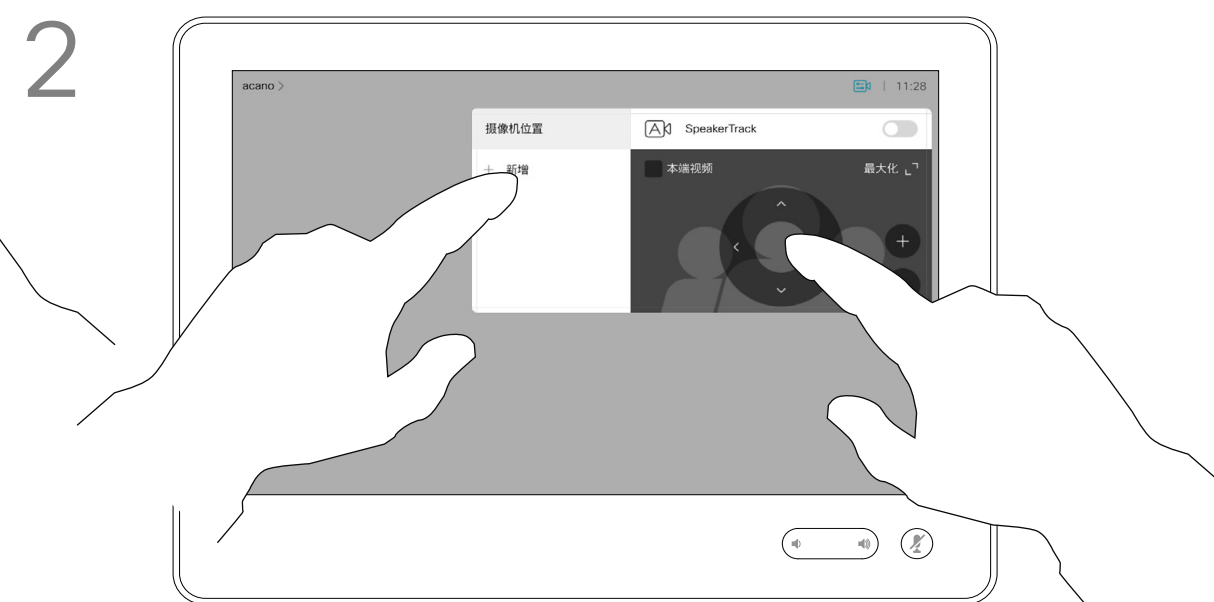 2
acano >
11:28
摄像机位置
A SpeakerTrack
+ 新增
本端视频
最大化
+